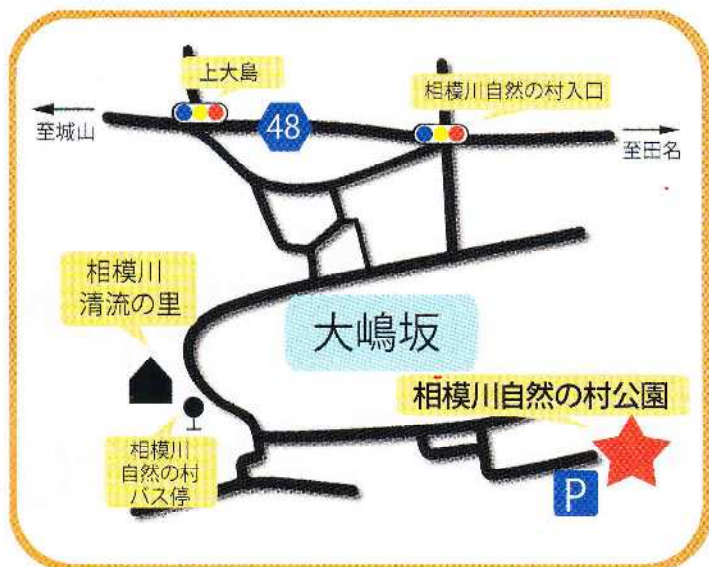 上大島
相模川自然の村入口
48
至城山
至田名
相模川
清流の里
大嶋坂
相模川自然の村公園
相模川
自然の村
バス停
P